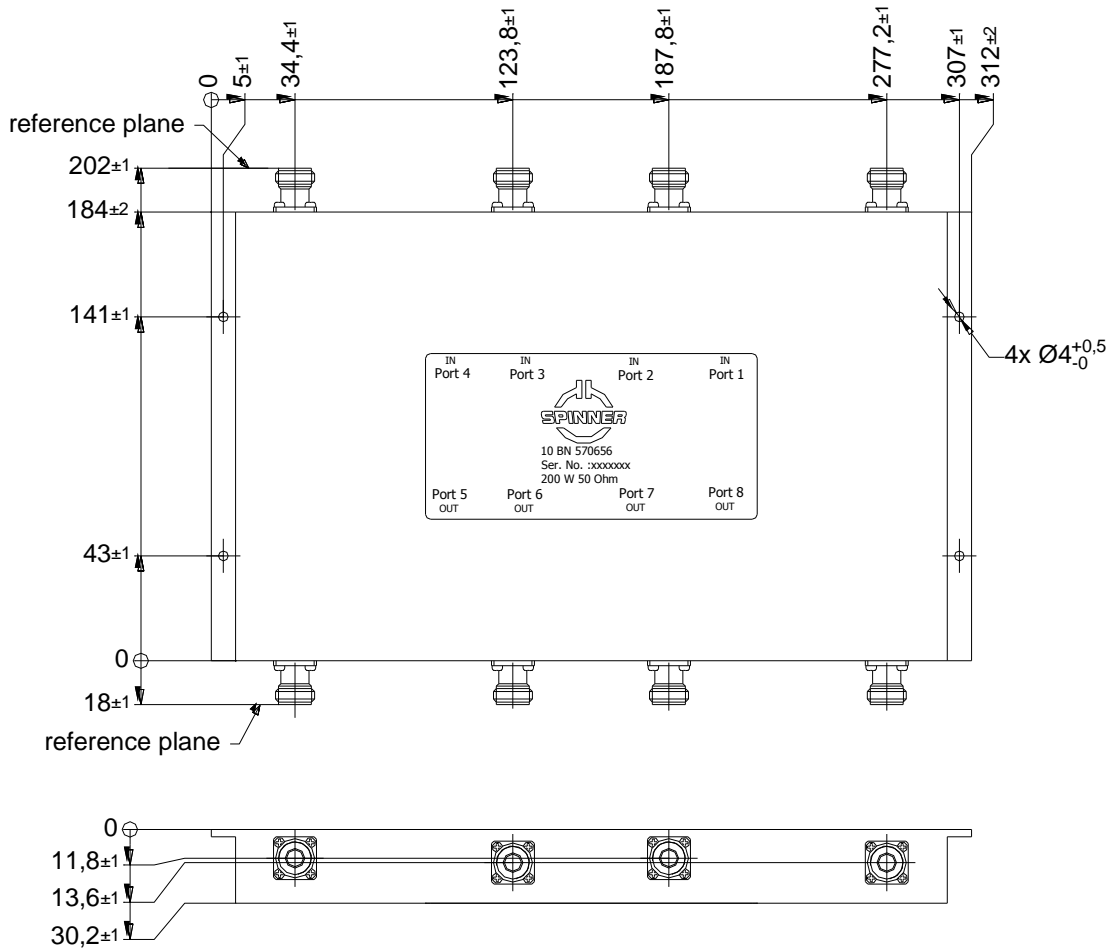 0
5±1
34,4±1
123,8±1
187,8±1
277,2±1
307±1
312±2
reference plane
202±1
184±2
141±1
4x Ø4 +0,5 -0
IN IN IN IN
Port 4 Port 3 Port 2 Port 1
SPINNER
10 BN 570656
Ser. No. :xxxxxxx
200 W 50 Ohm
Port 5 Port 6 Port 7 Port 8
OUT OUT OUT OUT
43±1
0
18±1
reference plane
0
11,8±1
13,6±1
30,2±1